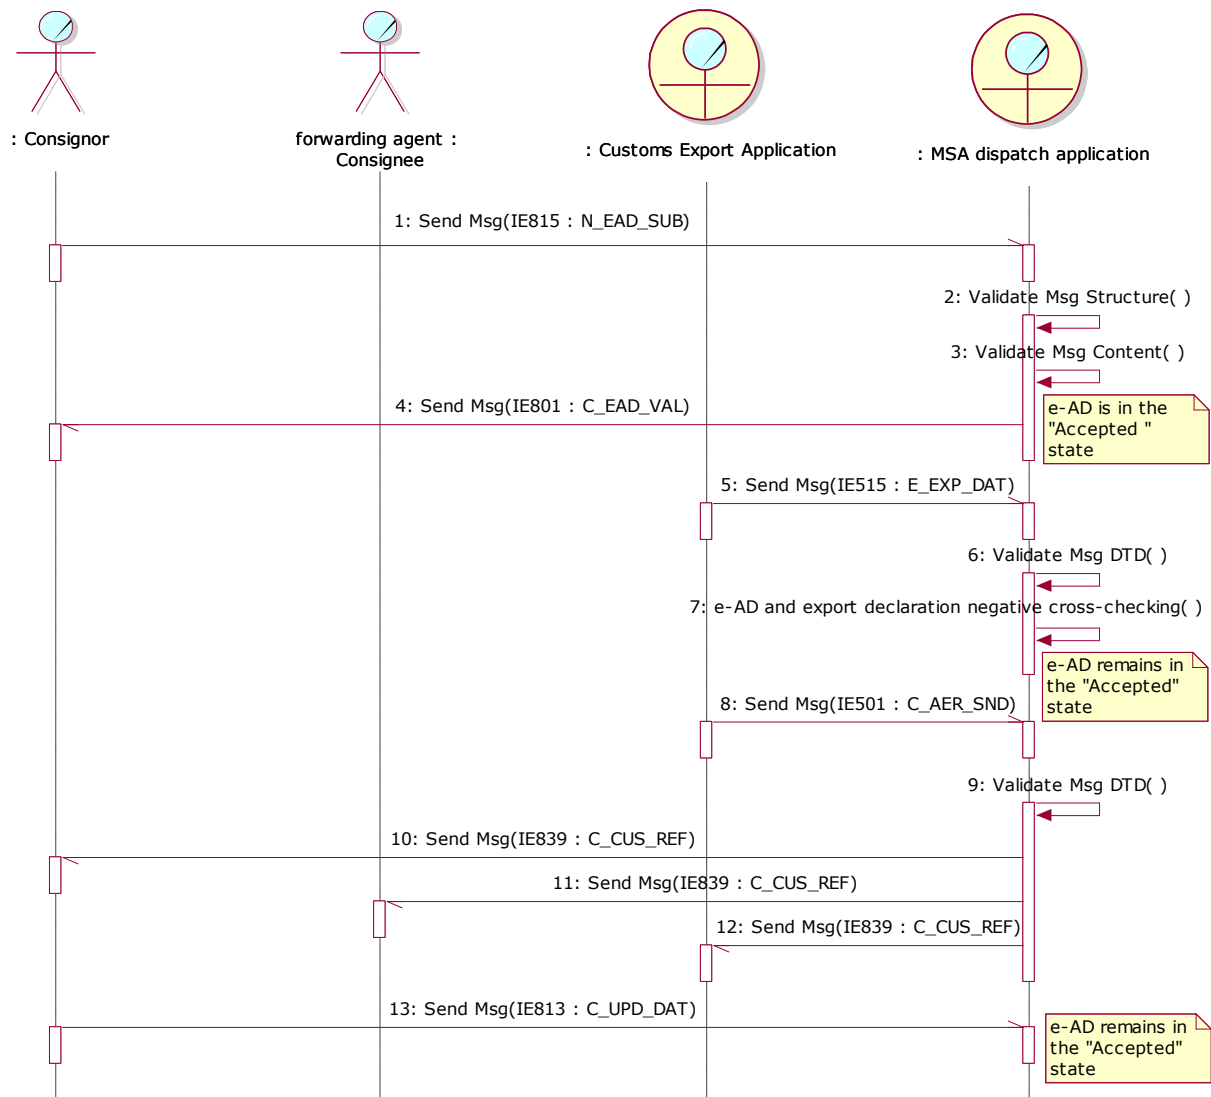 : Consignor
forwarding agent :
Consignee
: Customs Export Application
: MSA dispatch application
1: Send Msg(IE815 : N_EAD_SUB)
2: Validate Msg Structure( )
3: Validate Msg Content( )
4: Send Msg(IE801 : C_EAD_VAL)
e-AD is in the
"Accepted "
state
5: Send Msg(IE515 : E_EXP_DAT)
6: Validate Msg DTD( )
7: e-AD and export declaration negative cross-checking( )
e-AD remains in
the "Accepted"
state
8: Send Msg(IE501 : C_AER_SND)
9: Validate Msg DTD( )
10: Send Msg(IE839 : C_CUS_REF)
11: Send Msg(IE839 : C_CUS_REF)
12: Send Msg(IE839 : C_CUS_REF)
13: Send Msg(IE813 : C_UPD_DAT)
e-AD remains in
the "Accepted"
state